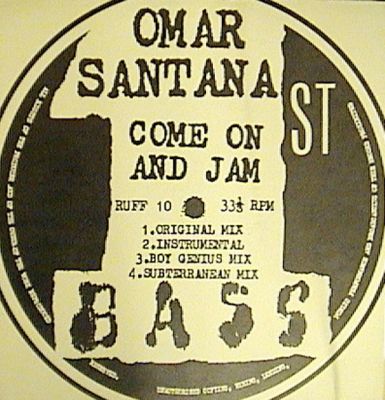 OMAR
SANTANA
COME ON
AND JAM
1ST
RUFF 10 33⅓ RPM
1.ORIGINAL MIX
2.INSTRUMENTAL
3.BOY GENIUS MIX
4.SUBTERRANEAN MIX
BASS
UNAUTHORISED COPYING, HIRING, LENDING,